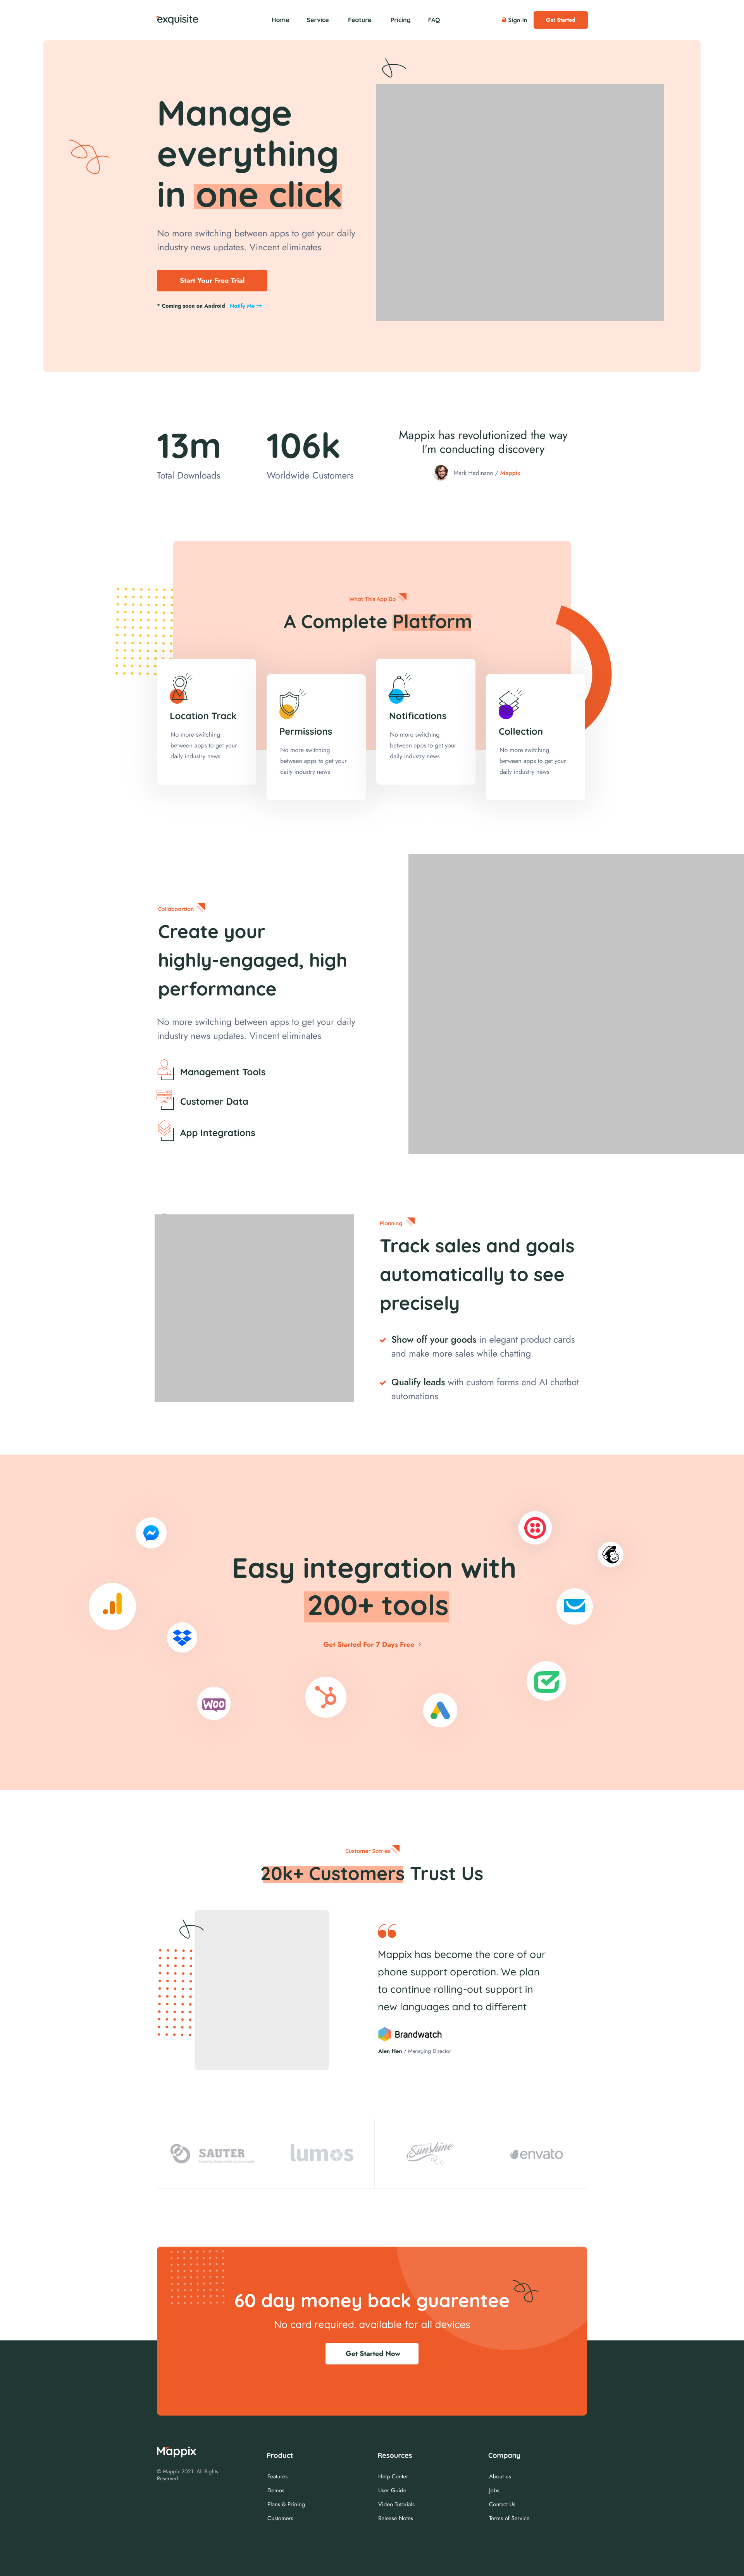 exquisite
Home Service Feature Pricing FAQ
Sign In
Get Started
Manage
everything
in one click
No more switching between apps to get your daily
industry news updates. Vincent eliminates
Start Your Free Trial
* Coming soon on Android Notify Me
13m
Total Downloads
106k
Worldwide Customers
Mappix has revolutionized the way
I'm conducting discovery
Mark Hadinson / Mappix
What This App Do
A Complete Platform
Location Track
No more switching
between apps to get your
daily industry news
Permissions
No more switching
between apps to get your
daily industry news
Notifications
No more switching
between apps to get your
daily industry news
Collection
No more switching
between apps to get your
daily industry news
Collaboartion
Create your
highly-engaged, high
performance
No more switching between apps to get your daily
industry news updates. Vincent eliminates
Management Tools
Customer Data
App Integrations
Planning
Track sales and goals
automatically to see
precisely
Show off your goods in elegant product cards
and make more sales while chatting
Qualify leads with custom forms and AI chatbot
automations
Easy integration with
200+ tools
Get Started For 7 Days Free
WOO
Customer Sotries
20k+ Customers Trust Us
Mappix has become the core of our
phone support operation. We plan
to continue rolling-out support in
new languages and to different
Brandwatch
Alen Hon / Managing Director
SAUTER
lumos
Sunshine
envato
60 day money back guarentee
No card required. available for all devices
Get Started Now
Mappix
© Mappix 2021. All Rights
Reserved.
Product
Features
Demos
Plans & Prining
Customers
Resources
Help Center
User Guide
Video Tutorials
Release Notes
Company
About us
Jobs
Contact Us
Terms of Service